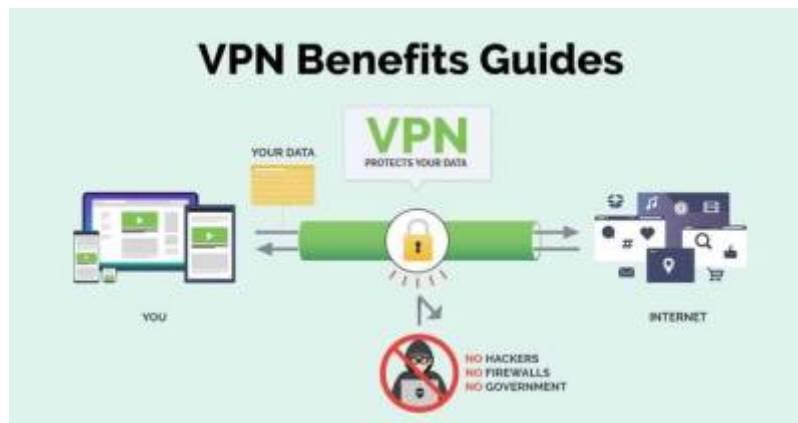 VPN Benefits Guides
VPN
PROTECTS YOUR DATA
YOUR DATA
YOU
INTERNET
NO HACKERS
NO FIREWALLS
NO GOVERNMENT